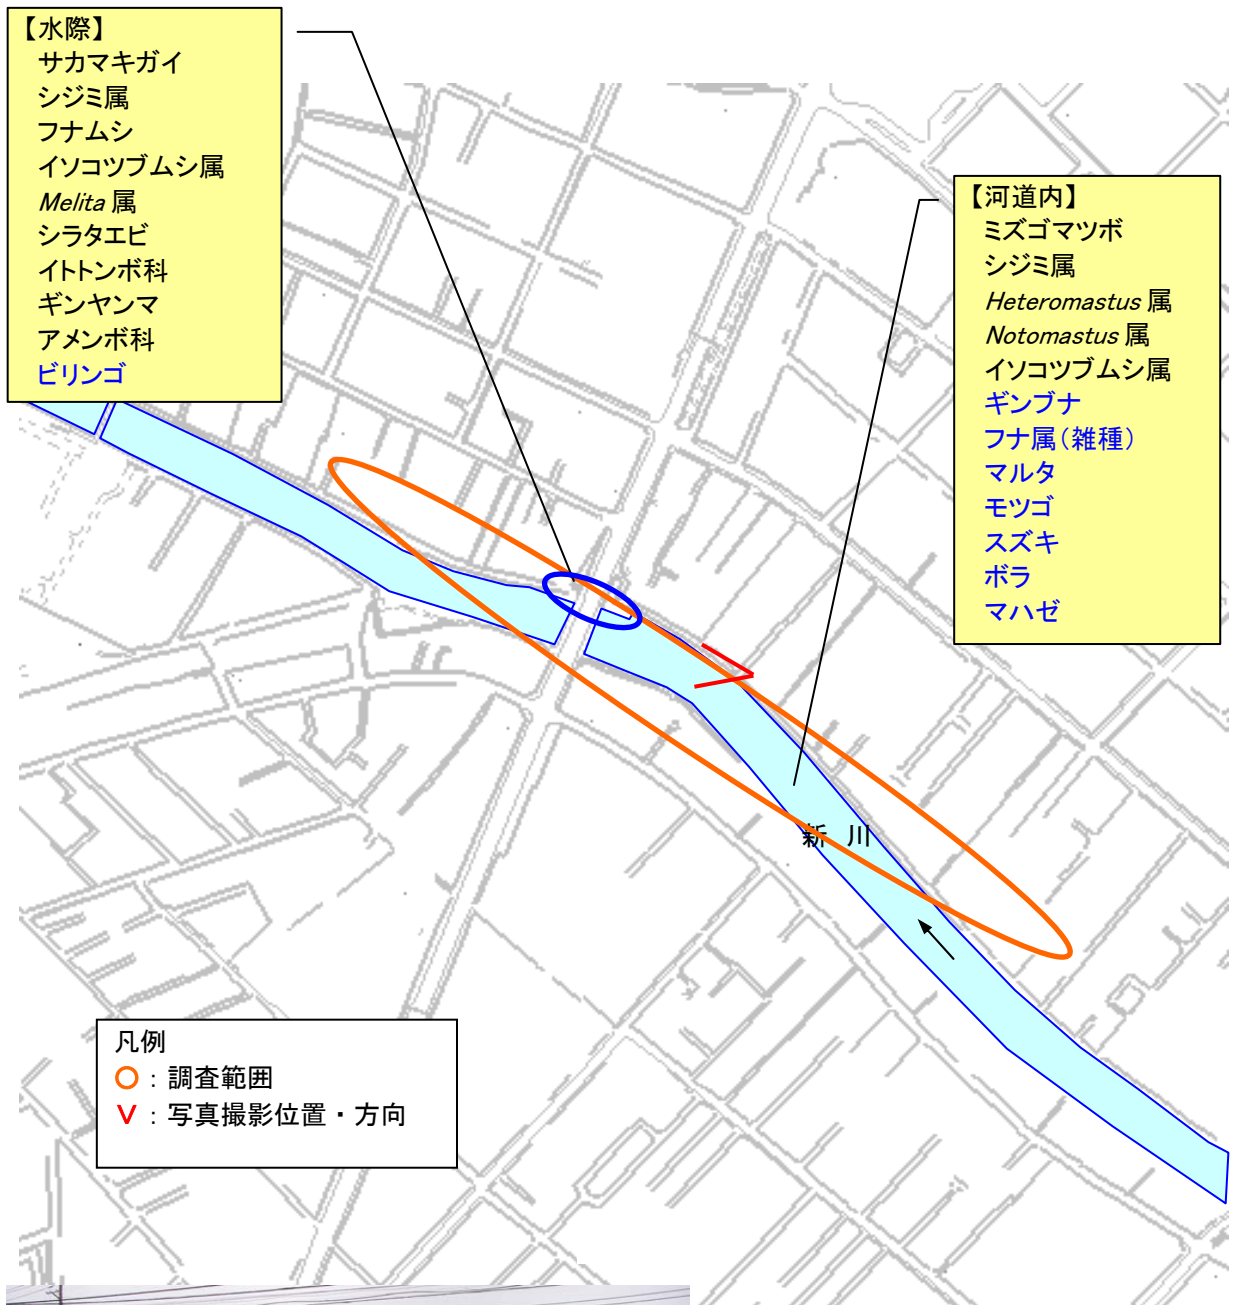 【水際】
サカマキガイ
シジミ属
フナムシ
イソコツブムシ属
Melita 属
シラタエビ
イトトンボ科
ギンヤンマ
アメンボ科
ビリンゴ
【河道内】
ミズゴマツボ
シジミ属
Heteromastus 属
Notomastus 属
イソコツブムシ属
ギンブナ
フナ属(雑種)
マルタ
モツゴ
スズキ
ボラ
マハゼ
新 川
凡例
○:調査範囲
V:写真撮影位置・方向